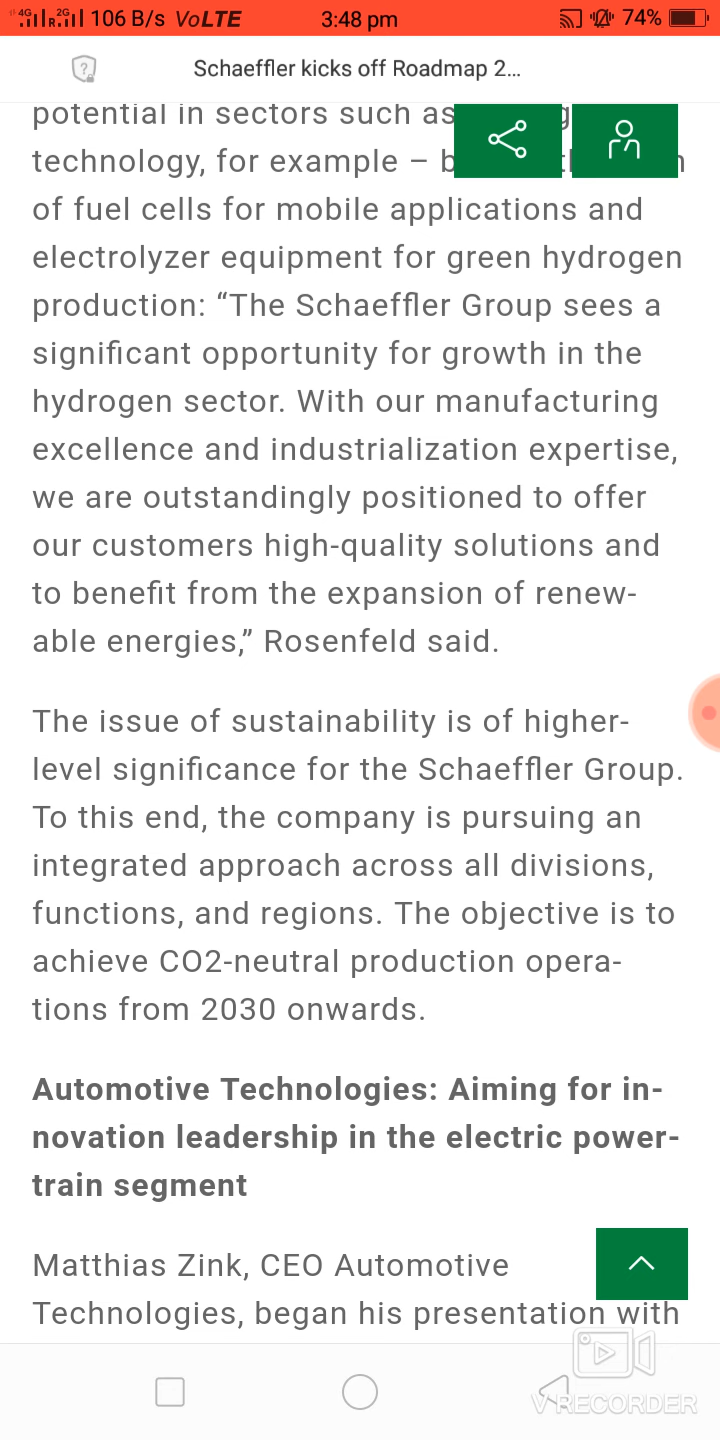 4G R 2G 106 B/s VoLTE 3:48 pm 74%
Schaeffler kicks off Roadmap 2...
potential in sectors such as
technology, for example –
of fuel cells for mobile applications and
electrolyzer equipment for green hydrogen
production: “The Schaeffler Group sees a
significant opportunity for growth in the
hydrogen sector. With our manufacturing
excellence and industrialization expertise,
we are outstandingly positioned to offer
our customers high-quality solutions and
to benefit from the expansion of renew-
able energies,” Rosenfeld said.
The issue of sustainability is of higher-
level significance for the Schaeffler Group.
To this end, the company is pursuing an
integrated approach across all divisions,
functions, and regions. The objective is to
achieve CO2-neutral production opera-
tions from 2030 onwards.
Automotive Technologies: Aiming for in-
novation leadership in the electric power-
train segment
Matthias Zink, CEO Automotive
Technologies, began his presentation with
V RECORDER